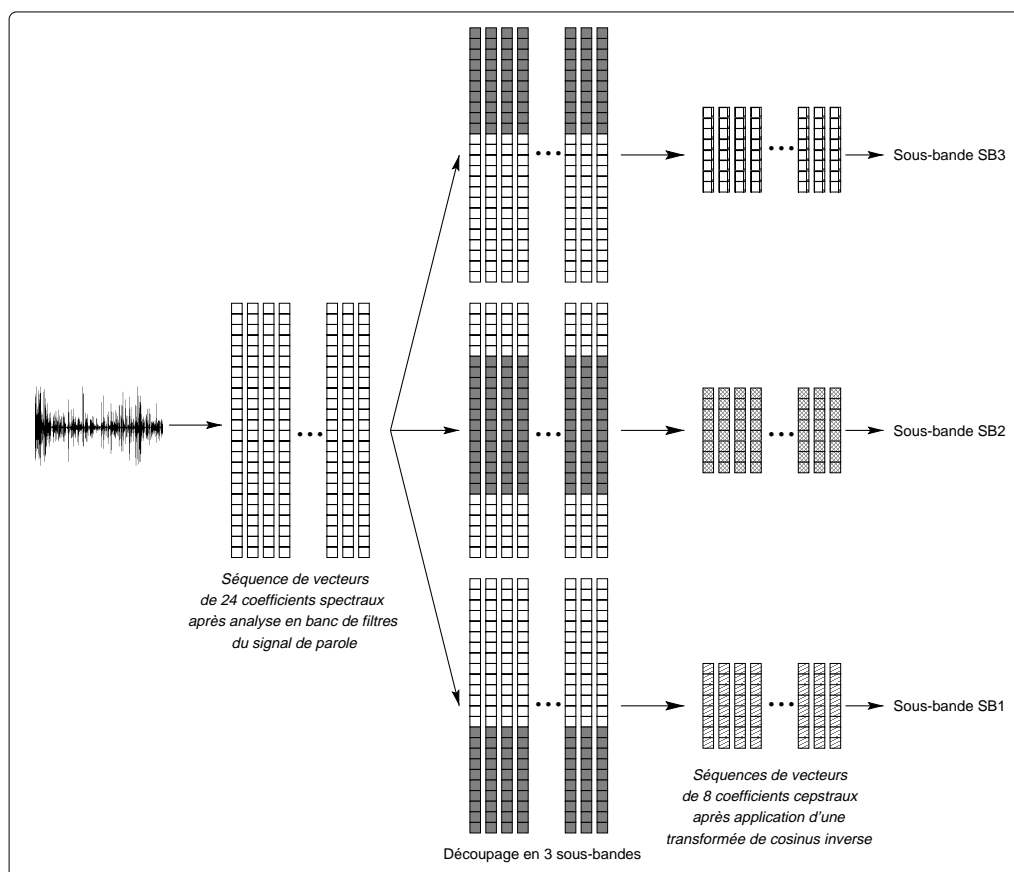 Sous-bande SB3
Sous-bande SB2
Séquence de vecteurs
de 24 coefficients spectraux
après analyse en banc de filtres
du signal de parole
Sous-bande SB1
Séquences de vecteurs
de 8 coefficients cepstraux
après application d'une
transformée de cosinus inverse
Découpage en 3 sous-bandes